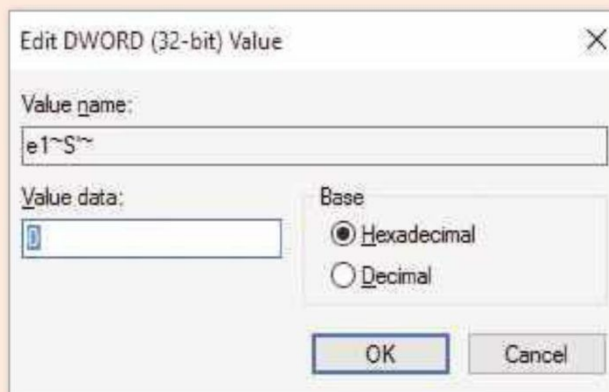 Edit DWORD (32-bit) Value
Value name:
e1~S'~
Value data:
0
Base
Hexadecimal
Decimal
OK
Cancel